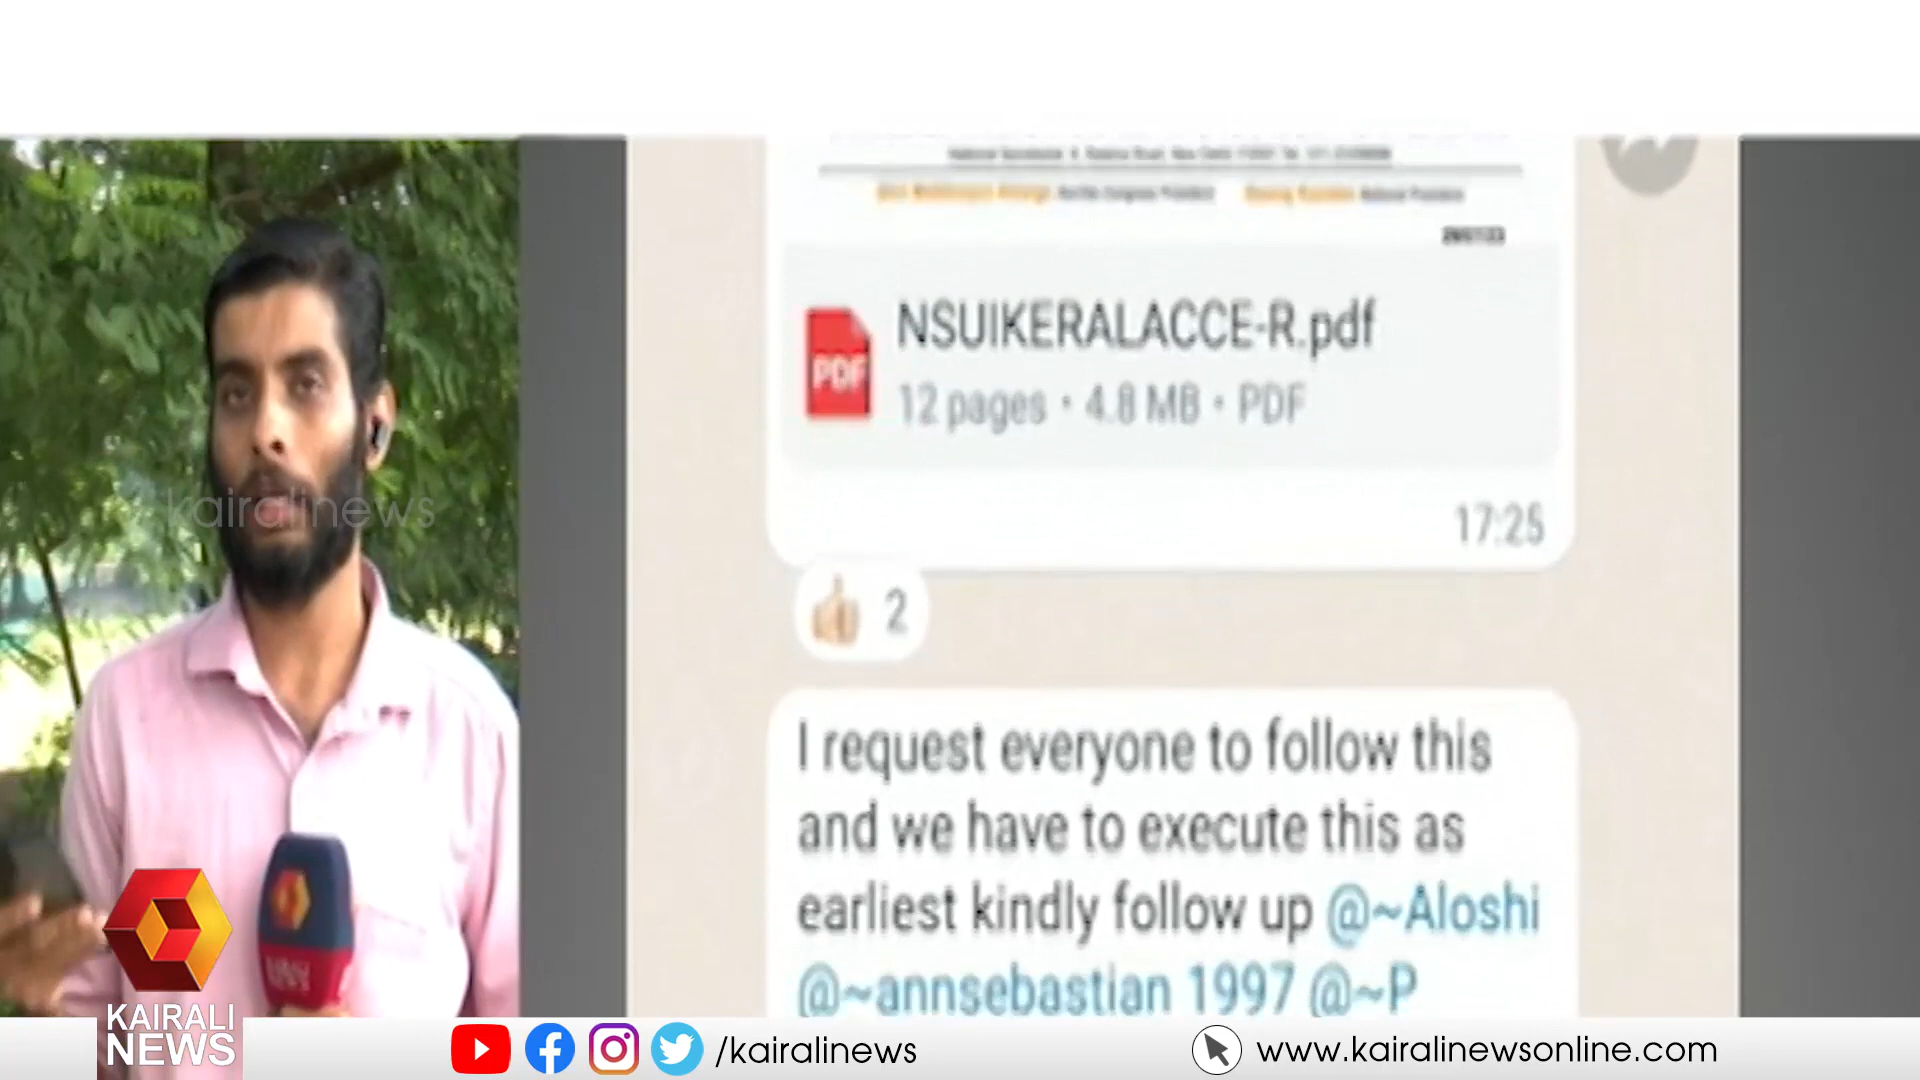 NSUIKERALACCE-R.pdf
PDF
12 pages • 4.8 MB • PDF
17:25
2
I request everyone to follow this
and we have to execute this as
earliest kindly follow up @~Aloshi
@~annsebastian 1997 @~P
kairalinews
KAIRALI
NEWS
/kairalinews
www.kairalinewsonline.com